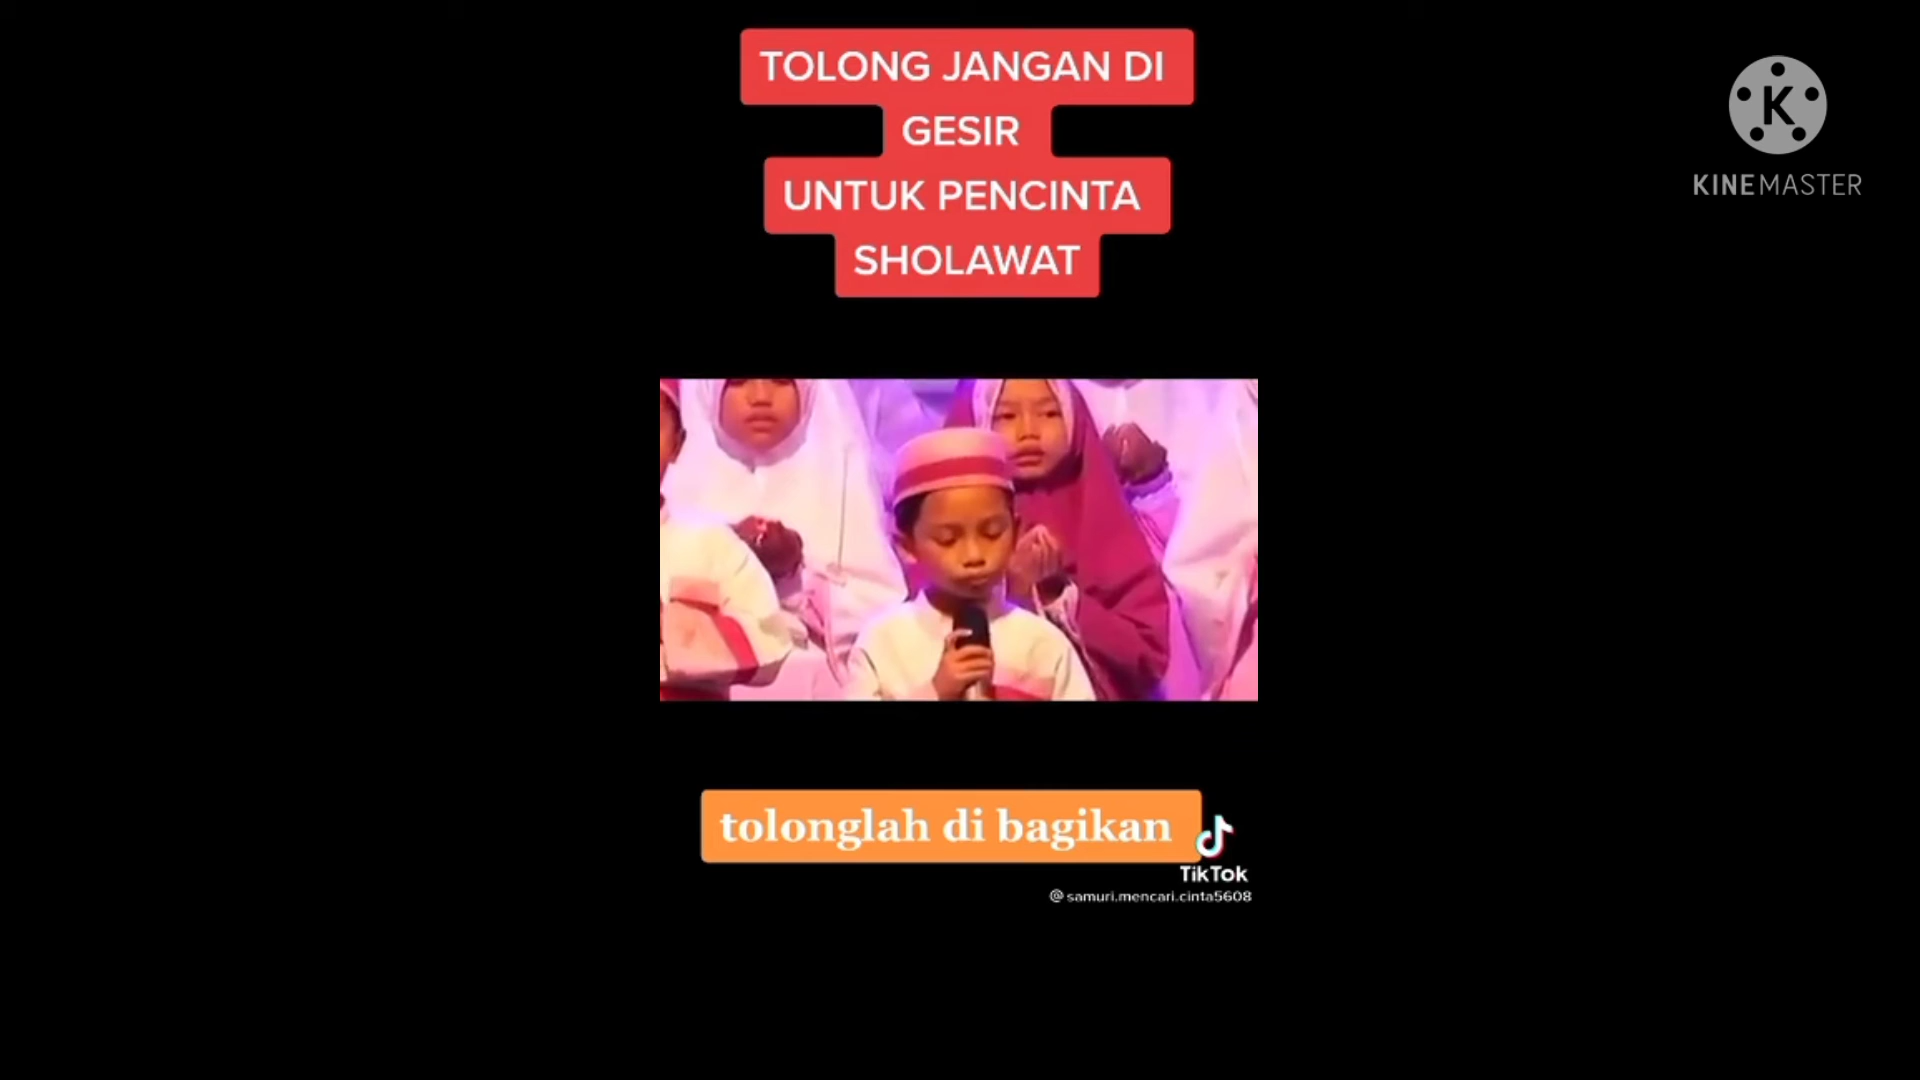 TOLONG JANGAN DI
GESIR
UNTUK PENCINTA
SHOLAWAT
KINEMASTER
tolonglah di bagikan
TikTok
@samuri.mencari.cinta5608